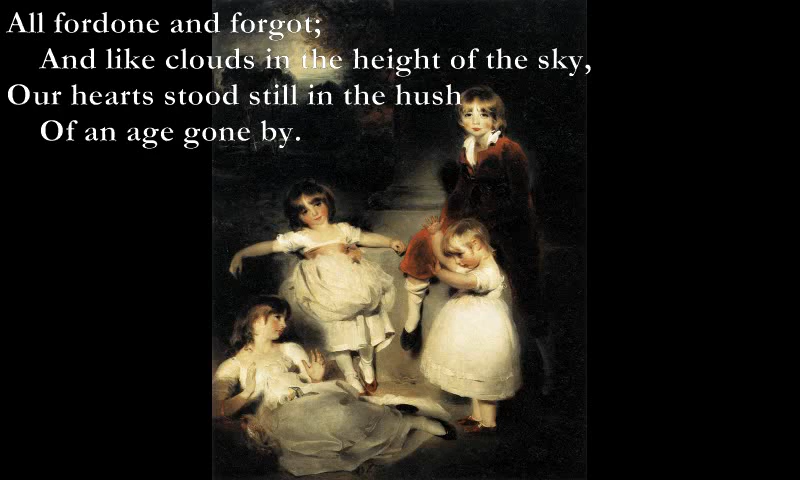 All fordone and forgot;
And like clouds in the height of the sky,
Our hearts stood still in the hush
Of an age gone by.